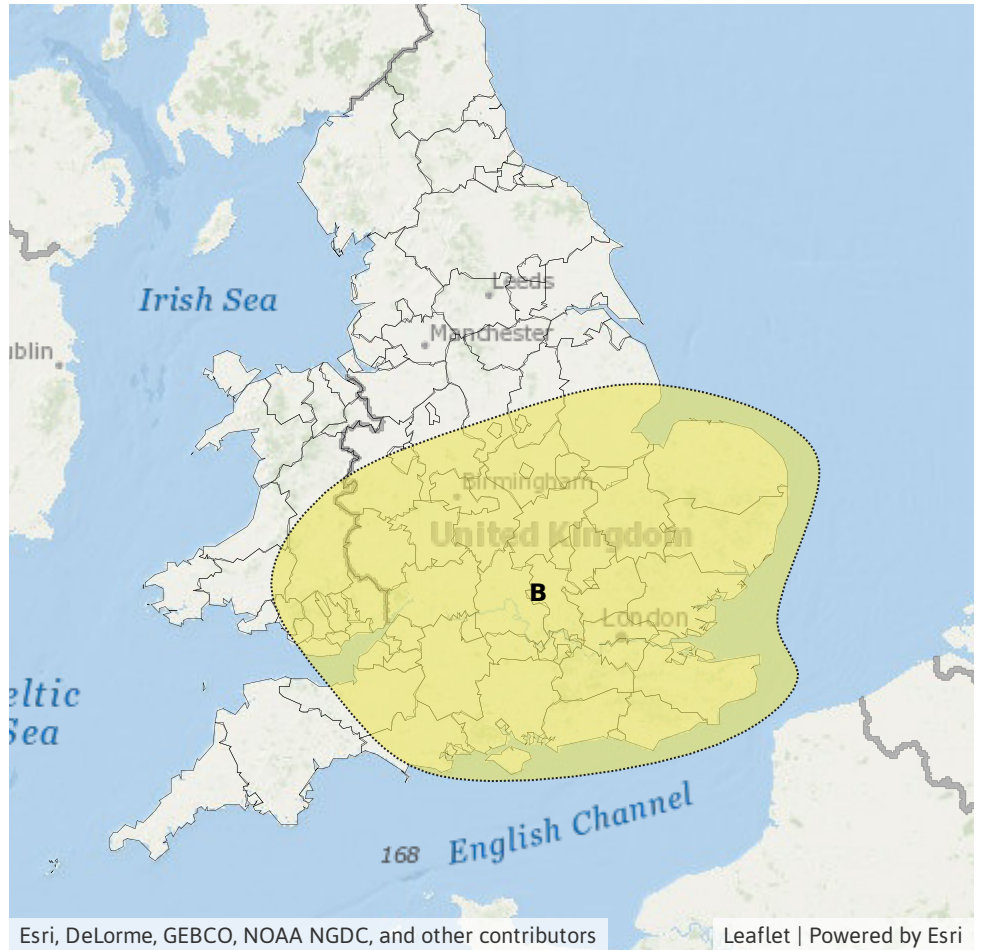 Leeds
Irish Sea
Manchester
ublin
Birmingham
United Kingdom
B
London
eltic
Sea
English Channel
168
Esri, DeLorme, GEBCO, NOAA NGDC, and other contributors
Leaflet | Powered by Esri